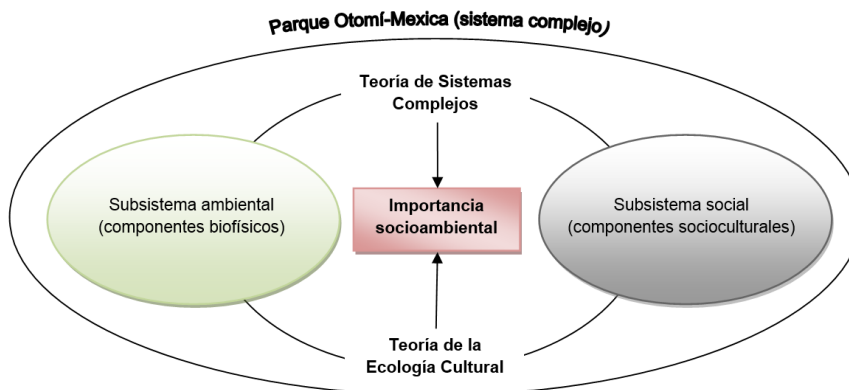 Parque Otomí-Mexica (sistema complejo)
Teoría de Sistemas
Complejos
Subsistema ambiental
(componentes biofísicos)
Importancia
socioambiental
Subsistema social
(componentes socioculturales)
Teoría de la
Ecología Cultural